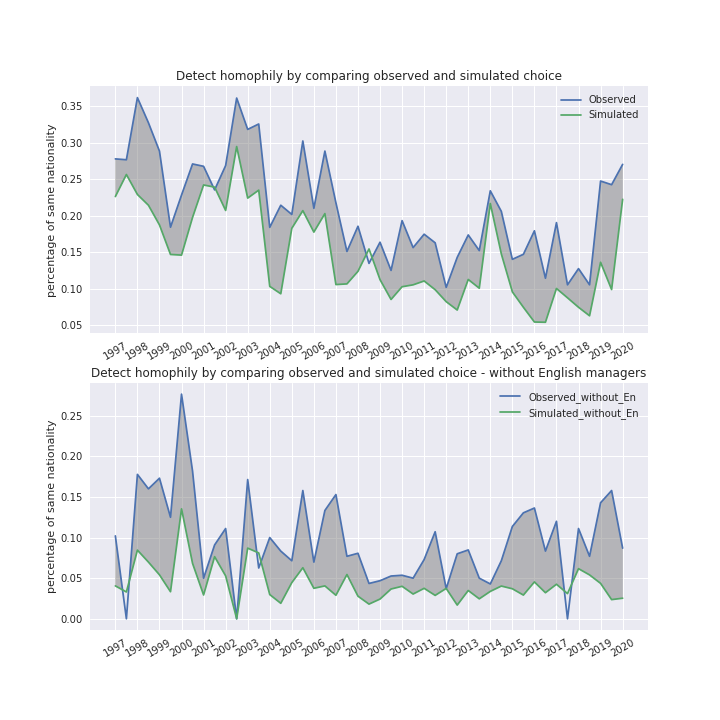 Detect homophily by comparing observed and simulated choice
percentage of same nationality
0.35
0.30
0.25
0.20
0.15
0.10
0.05
Observed
Simulated
1997 1998 1999 2000 2001 2002 2003 2004 2005 2006 2007 2008 2009 2010 2011 2012 2013 2014 2015 2016 2017 2018 2019 2020
Detect homophily by comparing observed and simulated choice - without English managers
percentage of same nationality
0.25
0.20
0.15
0.10
0.05
0.00
Observed_without_En
Simulated_without_En
1997 1998 1999 2000 2001 2002 2003 2004 2005 2006 2007 2008 2009 2010 2011 2012 2013 2014 2015 2016 2017 2018 2019 2020